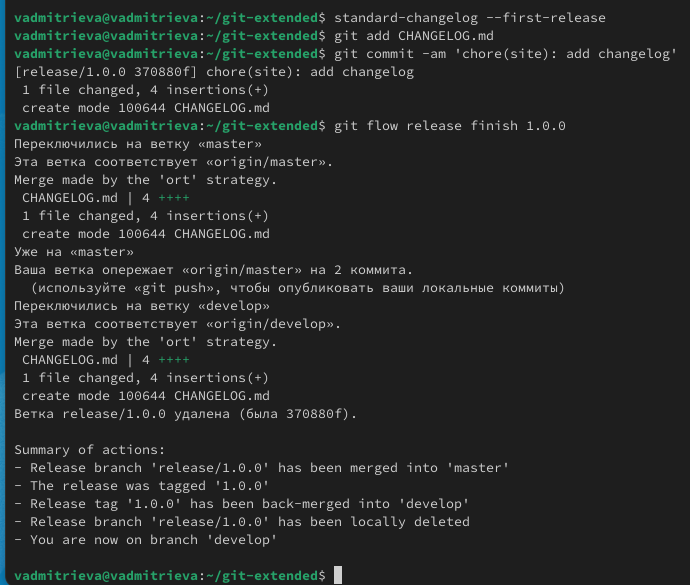 vadmitrieva@vadmitrieva:~/git-extended$ standard-changelog --first-release
vadmitrieva@vadmitrieva:~/git-extended$ git add CHANGELOG.md
vadmitrieva@vadmitrieva:~/git-extended$ git commit -am 'chore(site): add changelog'
[release/1.0.0 370880f] chore(site): add changelog
 1 file changed, 4 insertions(+)
 create mode 100644 CHANGELOG.md
vadmitrieva@vadmitrieva:~/git-extended$ git flow release finish 1.0.0
Переключились на ветку «master»
Эта ветка соответствует «origin/master».
Merge made by the 'ort' strategy.
 CHANGELOG.md | 4 ++++
 1 file changed, 4 insertions(+)
 create mode 100644 CHANGELOG.md
Уже на «master»
Ваша ветка опережает «origin/master» на 2 коммита.
  (используйте «git push», чтобы опубликовать ваши локальные коммиты)
Переключились на ветку «develop»
Эта ветка соответствует «origin/develop».
Merge made by the 'ort' strategy.
 CHANGELOG.md | 4 ++++
 1 file changed, 4 insertions(+)
 create mode 100644 CHANGELOG.md
Ветка release/1.0.0 удалена (была 370880f).

Summary of actions:
- Release branch 'release/1.0.0' has been merged into 'master'
- The release was tagged '1.0.0'
- Release tag '1.0.0' has been back-merged into 'develop'
- Release branch 'release/1.0.0' has been locally deleted
- You are now on branch 'develop'

vadmitrieva@vadmitrieva:~/git-extended$